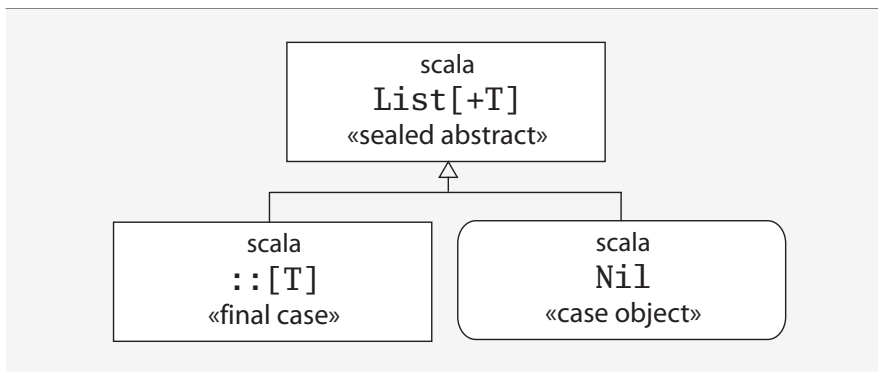 scala
List[+T]
«sealed abstract»
scala
::[T]
«final case»
scala
Nil
«case object»